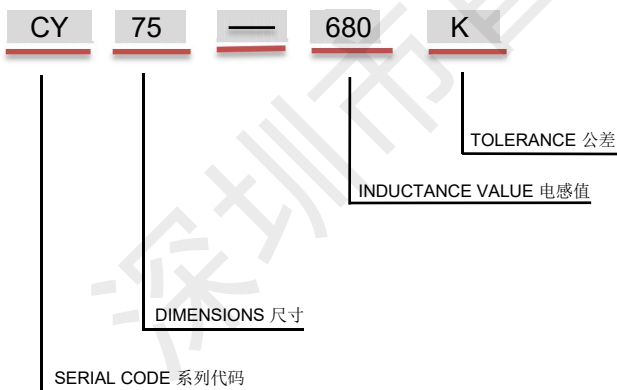 CY 75 — 680 K
TOLERANCE 公差
INDUCTANCE VALUE 电感值
DIMENSIONS 尺寸
SERIAL CODE 系列代码
深圳市